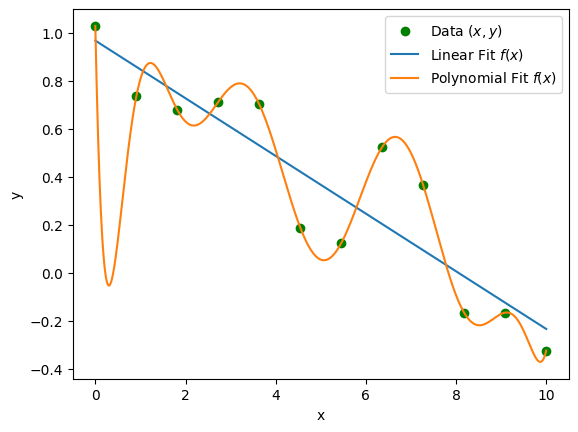 Data (x, y)
Linear Fit f(x)
Polynomial Fit f(x)
1.0
0.8
0.6
0.4
0.2
0.0
−0.2
−0.4
y
0 2 4 6 8 10
x